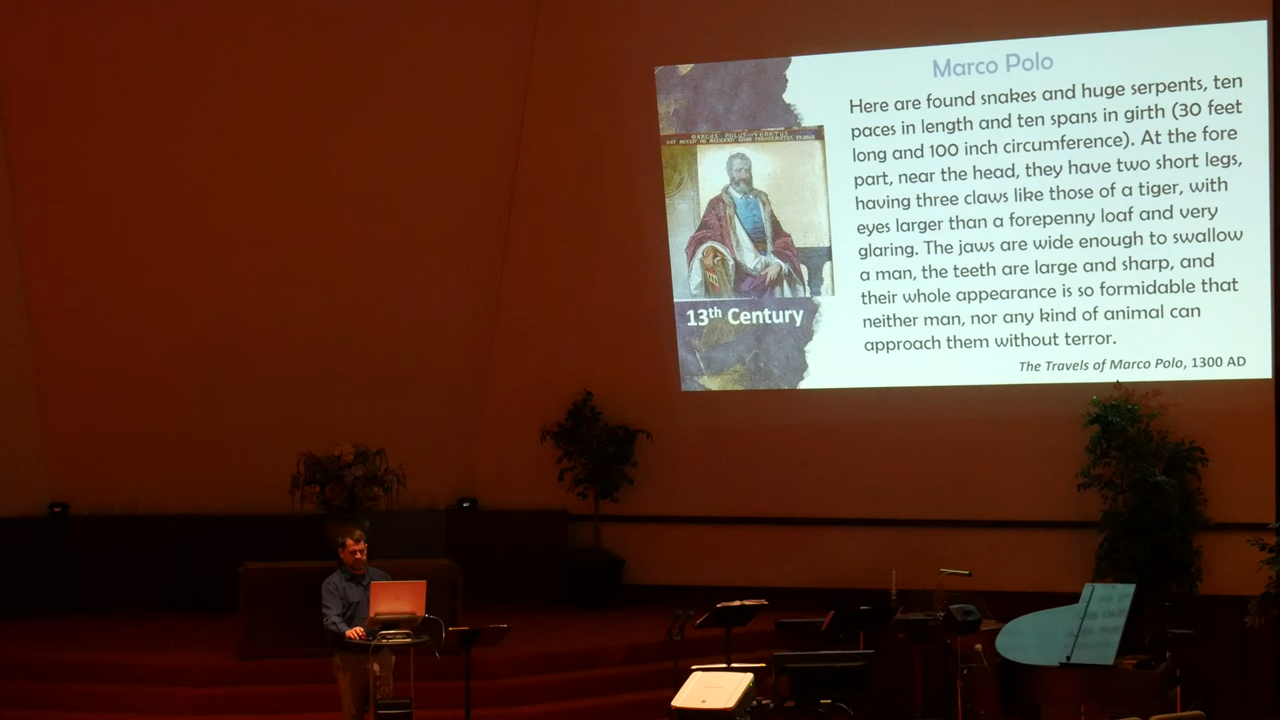 Marco Polo
Here are found snakes and huge serpents, ten
paces in length and ten spans in girth (30 feet
long and 100 inch circumference). At the fore
part, near the head, they have two short legs,
having three claws like those of a tiger, with
eyes larger than a forepenny loaf and very
glaring. The jaws are wide enough to swallow
a man, the teeth are large and sharp, and
their whole appearance is so formidable that
neither man, nor any kind of animal can
approach them without terror.
The Travels of Marco Polo, 1300 AD
13th Century